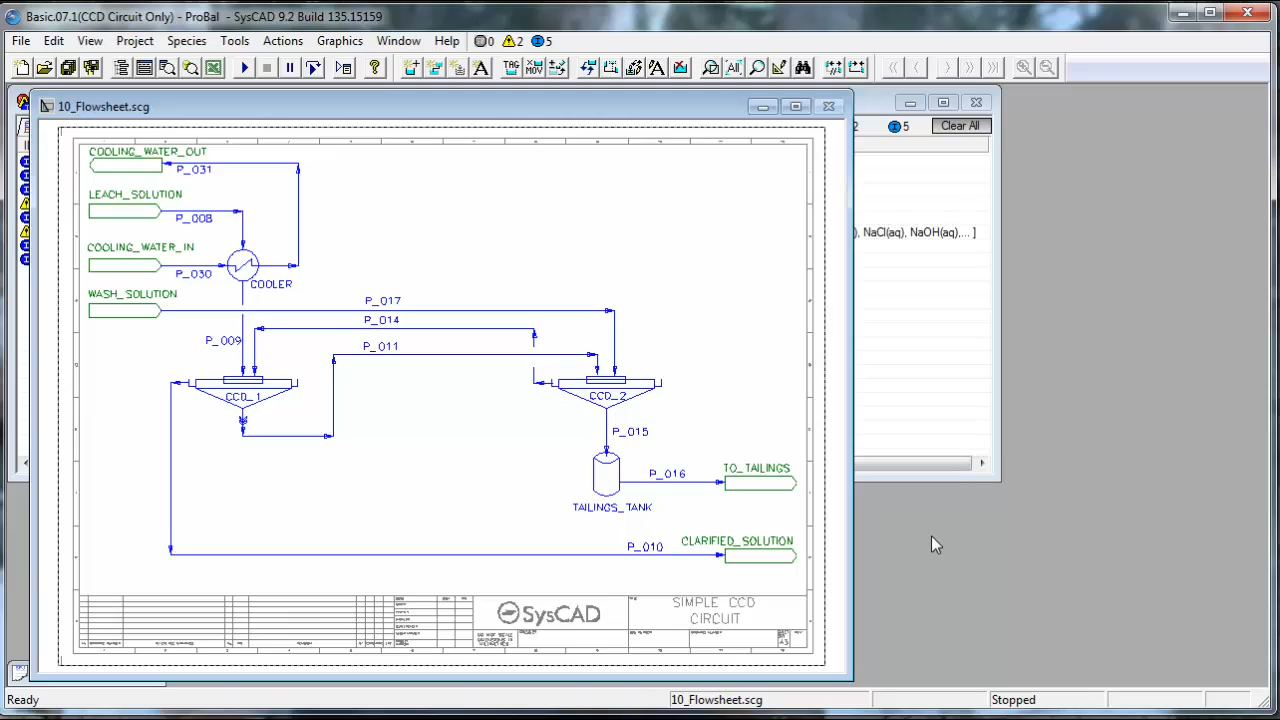 Basic.07.1(CCD Circuit Only) - ProBal - SysCAD 9.2 Build 135.15159
File Edit View Project Species Tools Actions Graphics Window Help 0 2 5
TAG MOV All
10_Flowsheet.scg
2 5 Clear All
), NaCl(aq), NaOH(aq),... ]
COOLING_WATER_OUT
P_031
LEACH_SOLUTION
P_008
COOLING_WATER_IN
P_030
COOLER
WASH_SOLUTION
P_017
P_014
P_009
P_011
CCD_1
CCD_2
P_015
P_016
TO_TAILINGS
TAILINGS_TANK
CLARIFIED_SOLUTION
P_010
SysCAD
SIMPLE CCD
CIRCUIT
Ready 10_Flowsheet.scg Stopped